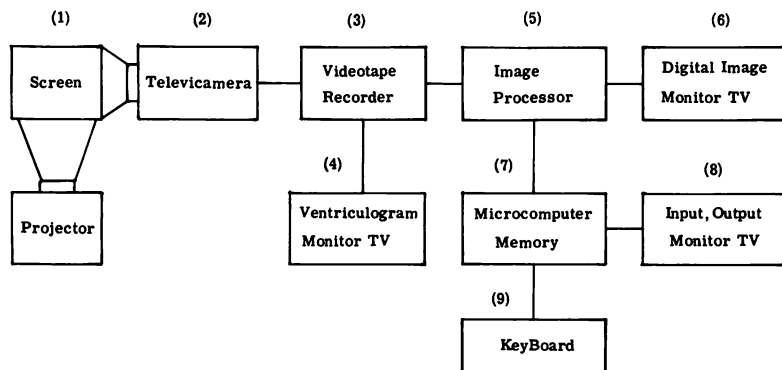 (1)
(2)
(3)
(5)
(6)
Screen
Televicamera
Videotape
Recorder
Image
Processor
Digital Image
Monitor TV
(4)
(7)
(8)
Projector
Ventriculogram
Monitor TV
Microcomputer
Memory
Input, Output
Monitor TV
(9)
KeyBoard